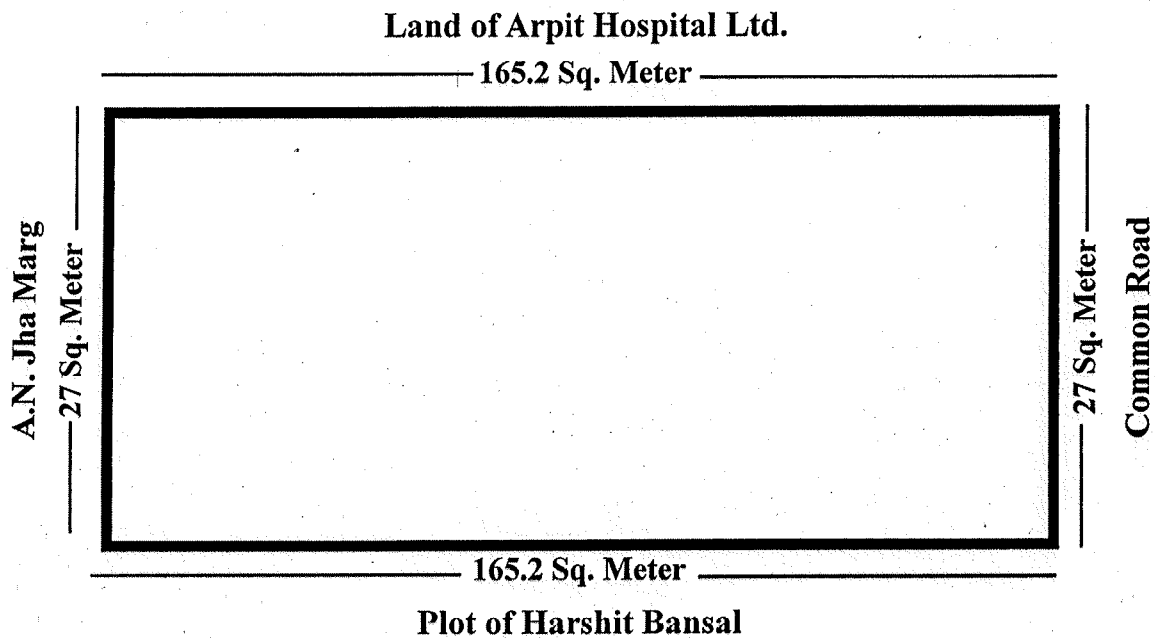 Land of Arpit Hospital Ltd.
165.2 Sq. Meter
A.N. Jha Marg
27 Sq. Meter
27 Sq. Meter
Common Road
165.2 Sq. Meter
Plot of Harshit Bansal